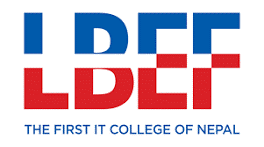 LBEF
THE FIRST IT COLLEGE OF NEPAL